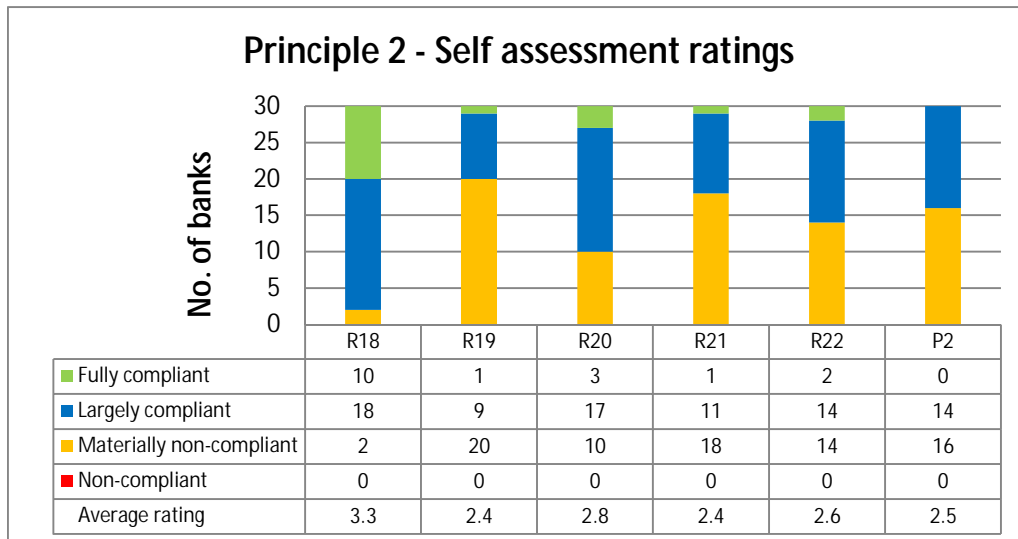 Principle 2 - Self assessment ratings
No. of banks
30
25
20
15
10
5
0
R18 R19 R20 R21 R22 P2
Fully compliant 10 1 3 1 2 0
Largely compliant 18 9 17 11 14 14
Materially non-compliant 2 20 10 18 14 16
Non-compliant 0 0 0 0 0 0
Average rating 3.3 2.4 2.8 2.4 2.6 2.5